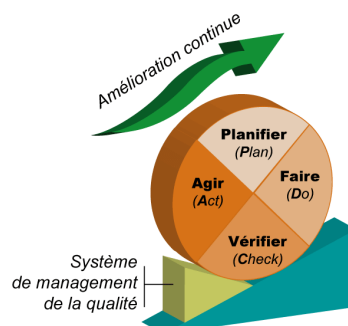 Amélioration continue
Planifier
(Plan)
Faire
(Do)
Agir
(Act)
Vérifier
(Check)
Système
de management
de la qualité